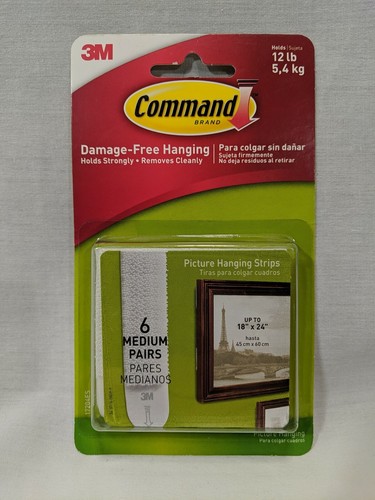 3M
Holds | Sujeta
12 lb
5,4 kg
Command
BRAND
Damage-Free Hanging
Holds Strongly • Removes Cleanly
Para colgar sin dañar
Sujeta firmemente
No deja residuos al retirar
Picture Hanging Strips
Tiras para colgar cuadros
6
MEDIUM
PAIRS
PARES
MEDIANOS
3M
UP TO
18" x 24"
hasta
45 cm x 60 cm
Picture Hanging
Para colgar cuadros